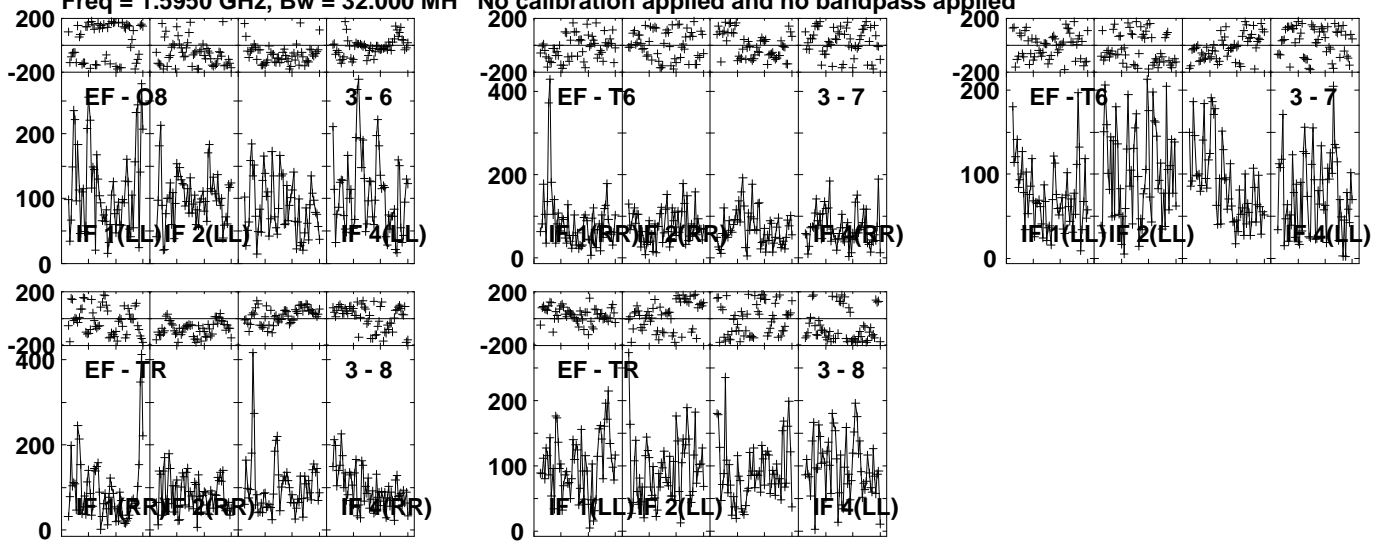 Freq = 1.5950 GHz, Bw = 32.000 MH No calibration applied and no bandpass applied
200
-200
EF - O8
3 - 6
200
100
0
IF 1(LL)
IF 2(LL)
IF 4(LL)
200
-200
EF - T6
3 - 7
400
200
0
IF 1(RR)
IF 2(RR)
IF 4(RR)
200
-200
EF - T6
3 - 7
200
100
0
IF 1(LL)
IF 2(LL)
IF 4(LL)
200
-200
EF - TR
3 - 8
400
200
0
IF 1(RR)
IF 2(RR)
IF 4(RR)
200
-200
EF - TR
3 - 8
200
100
0
IF 1(LL)
IF 2(LL)
IF 4(LL)